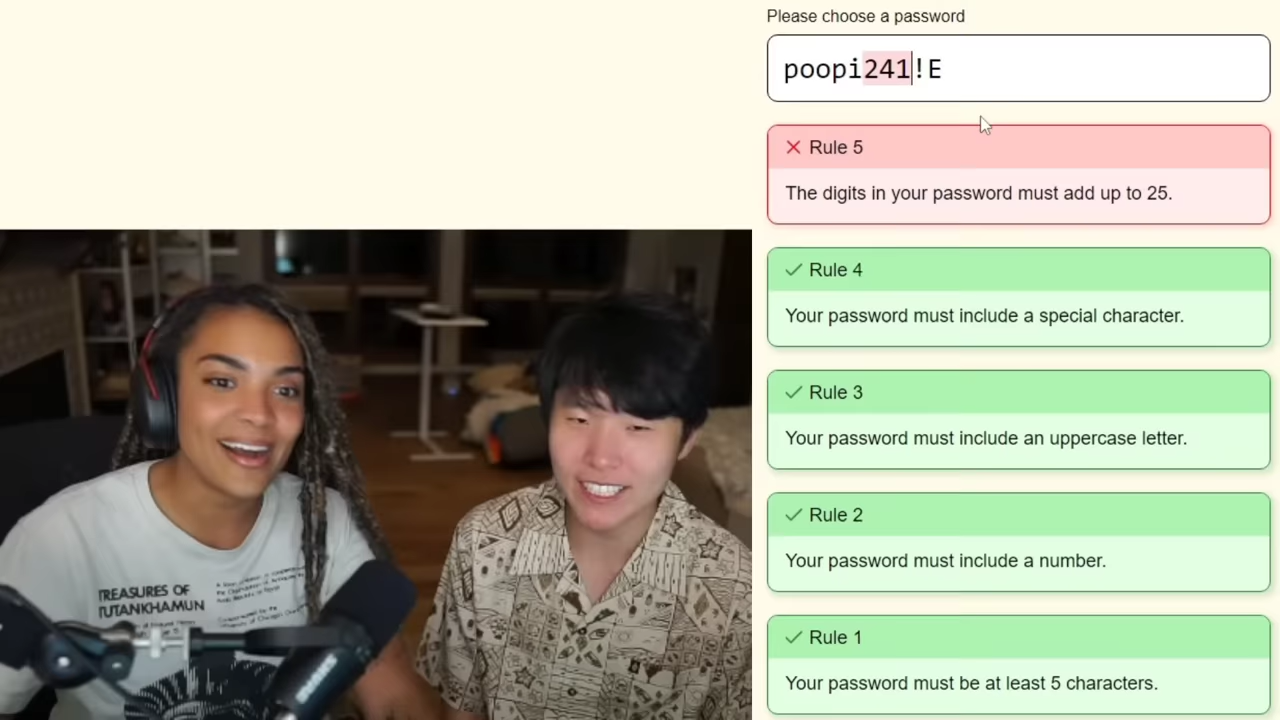 Please choose a password
poopi241!E
Rule 5
The digits in your password must add up to 25.
Rule 4
Your password must include a special character.
Rule 3
Your password must include an uppercase letter.
Rule 2
Your password must include a number.
Rule 1
Your password must be at least 5 characters.
TREASURES OF
TUTANKHAMUN
SHURE